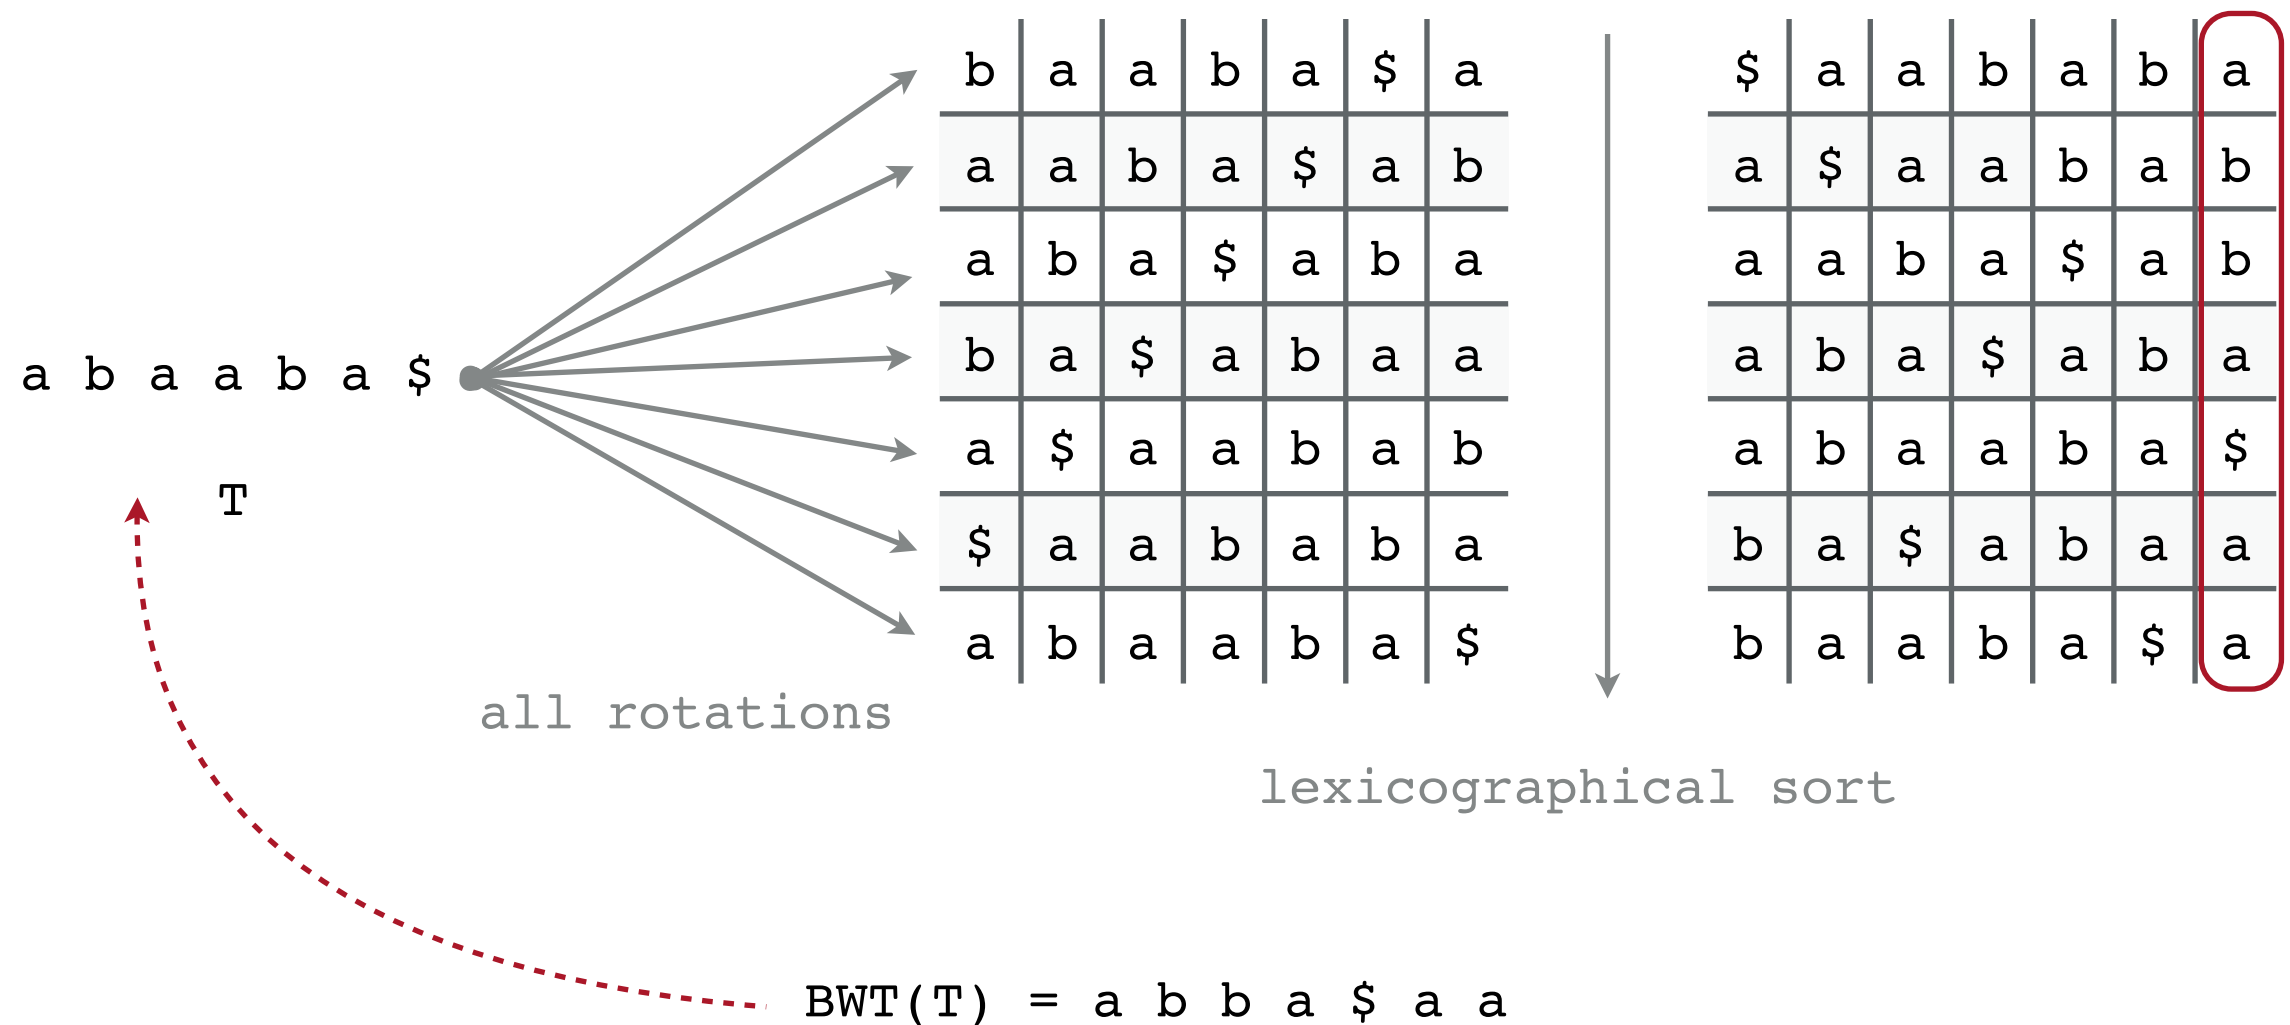 a b a a b a $
T
b a a b a $ a
a a b a $ a b
a b a $ a b a
b a $ a b a a
a $ a a b a b
$ a a b a b a
a b a a b a $
$ a a b a b a
a $ a a b a b
a a b a $ a b
a b a $ a b a
a b a a b a $
b a $ a b a a
b a a b a $ a
all rotations
lexicographical sort
BWT(T) = a b b a $ a a